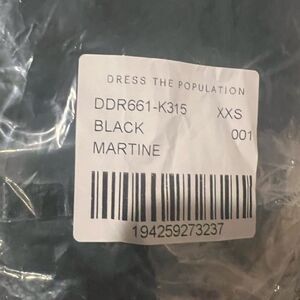 DRESS THE POPULATION
DDR661-K315 XXS
BLACK 001
MARTINE
194259273237